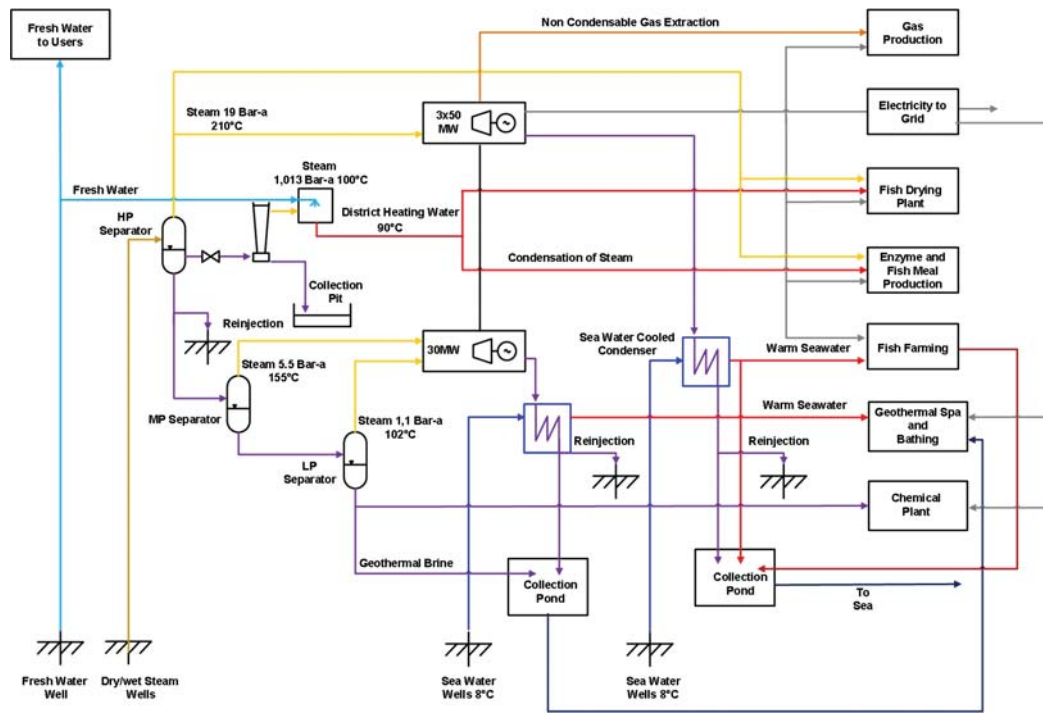 Fresh Water
to Users
Non Condensable Gas Extraction
Gas
Production
Steam 19 Bar-a
210°C
3x50
MW
Electricity to
Grid
Steam
1,013 Bar-a 100°C
Fresh Water
Fish Drying
Plant
HP
Separator
District Heating Water
90°C
Condensation of Steam
Enzyme and
Fish Meal
Production
Collection
Pit
Reinjection
Steam 5.5 Bar-a
155°C
30MW
Sea Water Cooled
Condenser
Warm Seawater
Fish Farming
MP Separator
Steam 1,1 Bar-a
102°C
Warm Seawater
Geothermal Spa
and
Bathing
LP
Separator
Reinjection
Reinjection
Chemical
Plant
Geothermal Brine
Collection
Pond
Collection
Pond
To
Sea
Fresh Water
Well
Dry/wet Steam
Wells
Sea Water
Wells 8°C
Sea Water
Wells 8°C